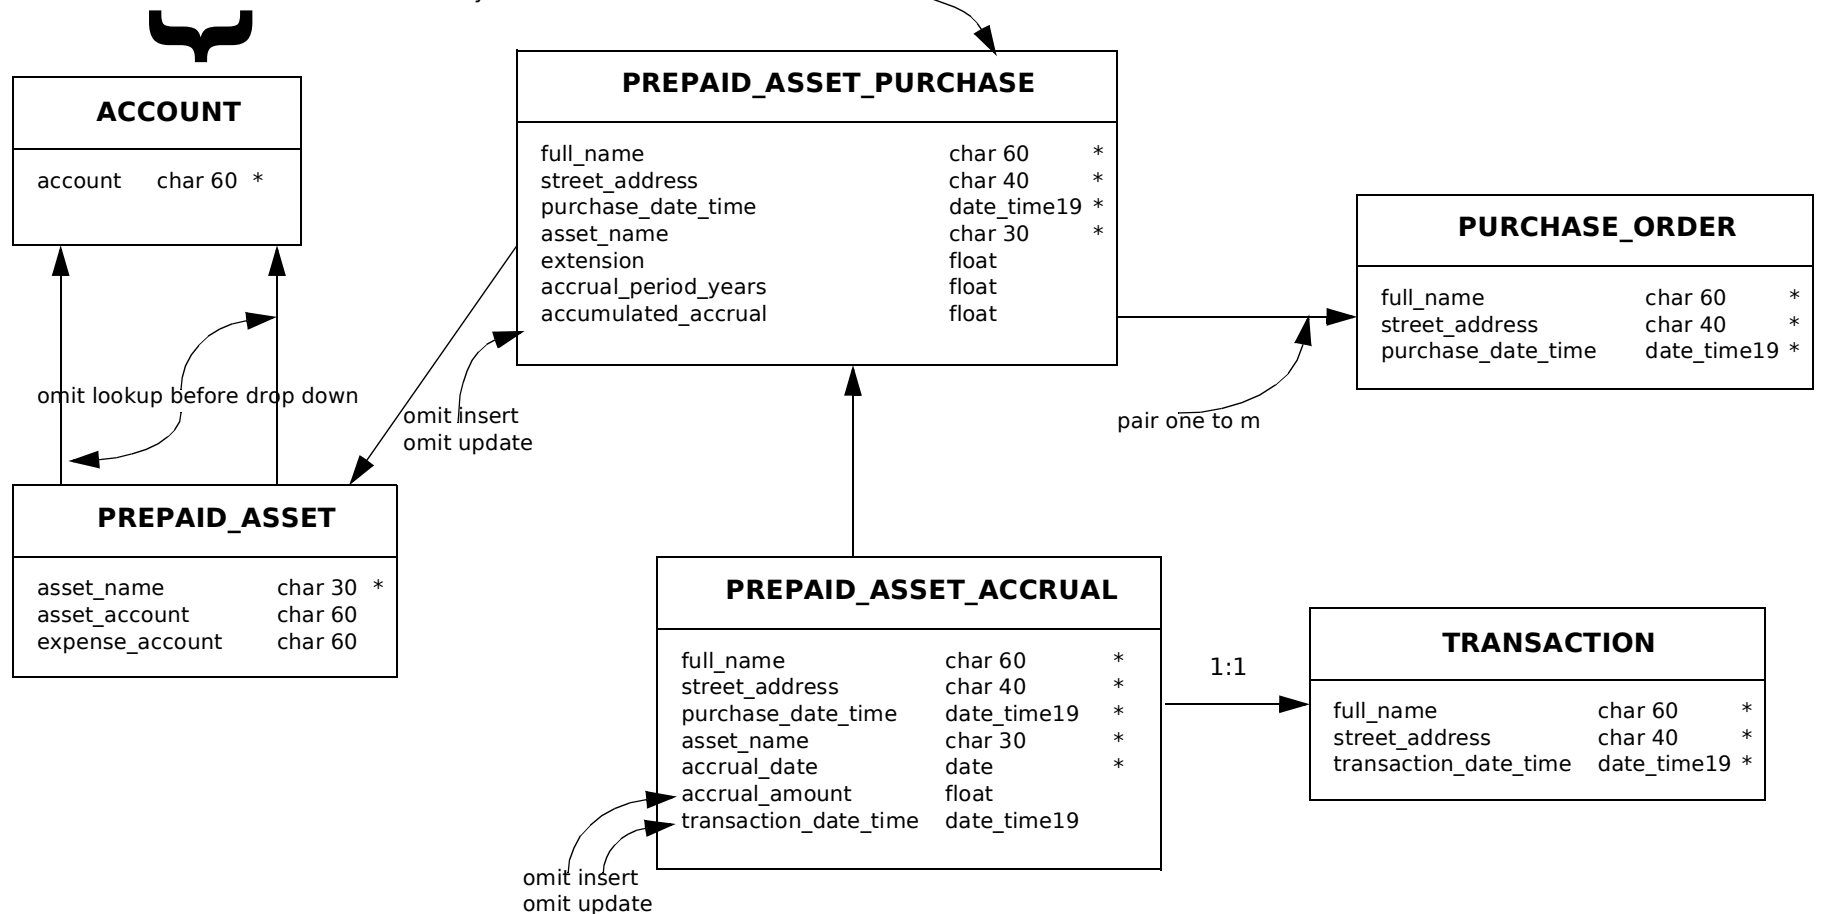 PREPAID_ASSET_PURCHASE
full_name char 60 *
street_address char 40 *
purchase_date_time date_time19 *
asset_name char 30 *
extension float
accrual_period_years float
accumulated_accrual float
ACCOUNT
account char 60 *
PURCHASE_ORDER
full_name char 60 *
street_address char 40 *
purchase_date_time date_time19 *
omit lookup before drop down
omit insert
omit update
pair one to m
PREPAID_ASSET
asset_name char 30 *
asset_account char 60
expense_account char 60
PREPAID_ASSET_ACCRUAL
full_name char 60 *
street_address char 40 *
purchase_date_time date_time19 *
asset_name char 30 *
accrual_date date *
accrual_amount float
transaction_date_time date_time19
1:1
TRANSACTION
full_name char 60 *
street_address char 40 *
transaction_date_time date_time19 *
omit insert
omit update